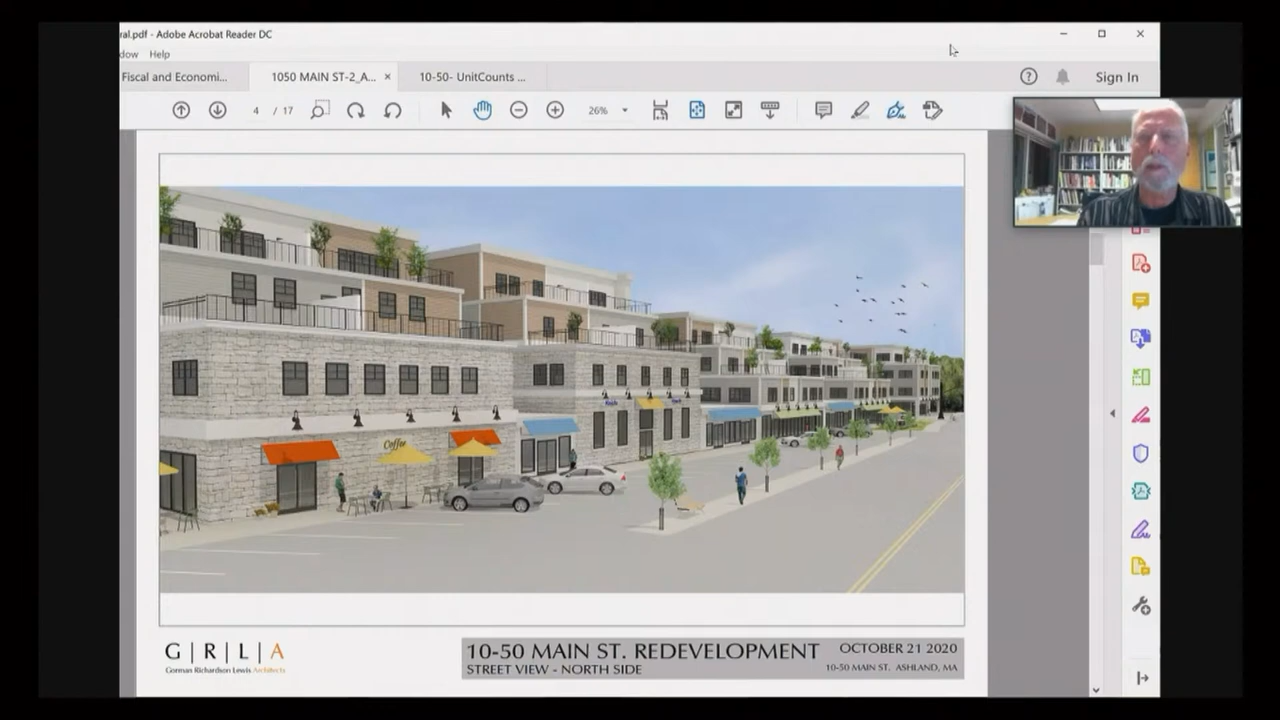 ral.pdf - Adobe Acrobat Reader DC
dow Help
Fiscal and Economi...
1050 MAIN ST-2_A... ×
10-50- UnitCounts ...
Sign In
4 / 17
26%
Coffee
G|R|L|A
Gorman Richardson Lewis Architects
10-50 MAIN ST. REDEVELOPMENT
OCTOBER 21 2020
STREET VIEW - NORTH SIDE
10-50 MAIN ST. ASHLAND, MA